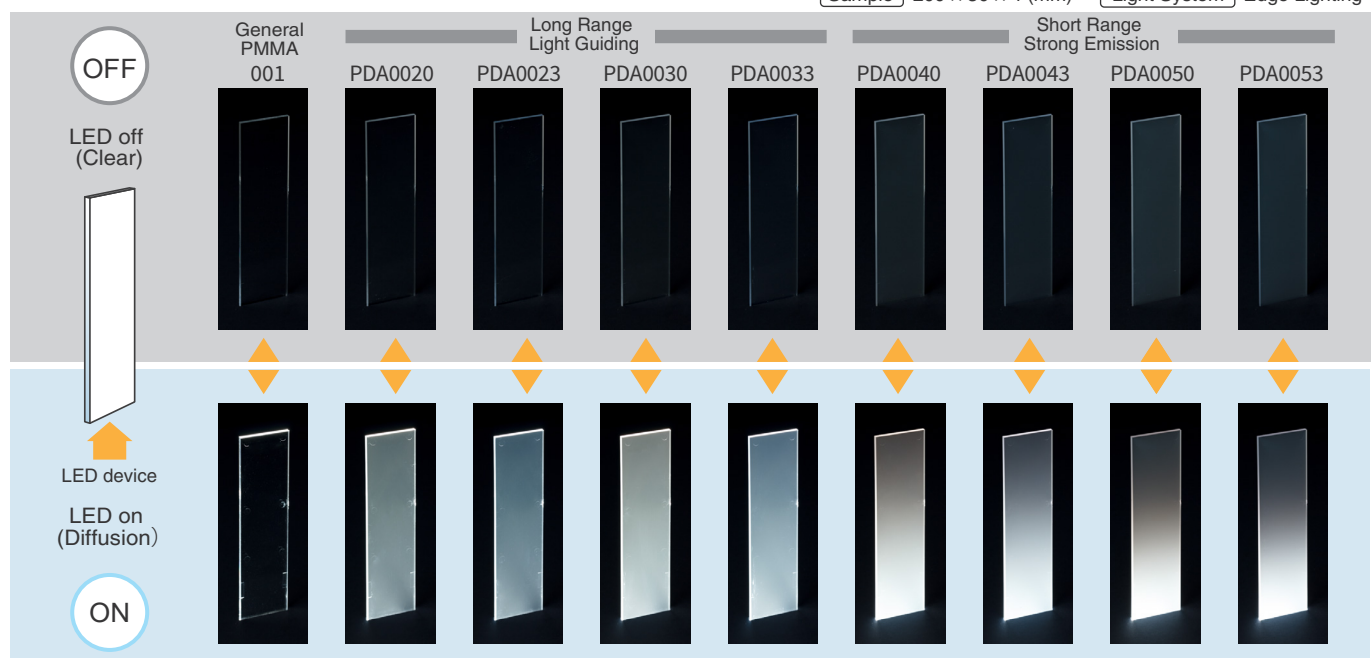 General
PMMA
001
Long Range
Light Guiding
Short Range
Strong Emission
OFF
PDA0020 PDA0023 PDA0030 PDA0033 PDA0040 PDA0043 PDA0050 PDA0053
LED off
(Clear)
LED device
LED on
(Diffusion）
ON